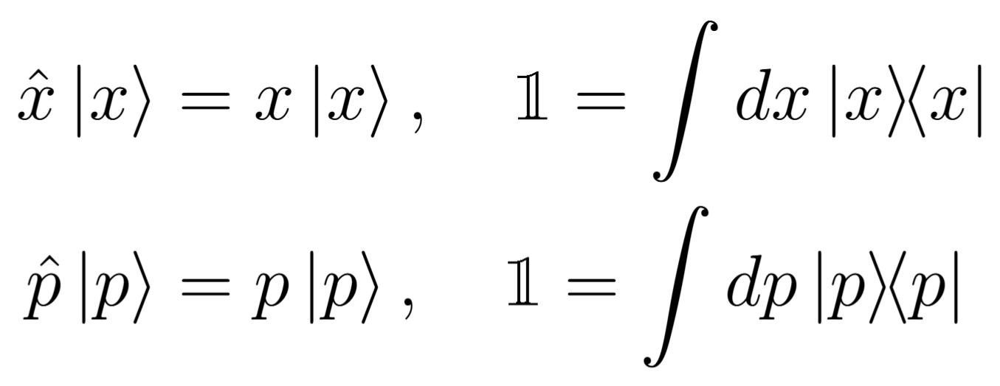 x̂ |x⟩ = x |x⟩ , 𝟙 = ∫ dx |x⟩⟨x|
p̂ |p⟩ = p |p⟩ , 𝟙 = ∫ dp |p⟩⟨p|